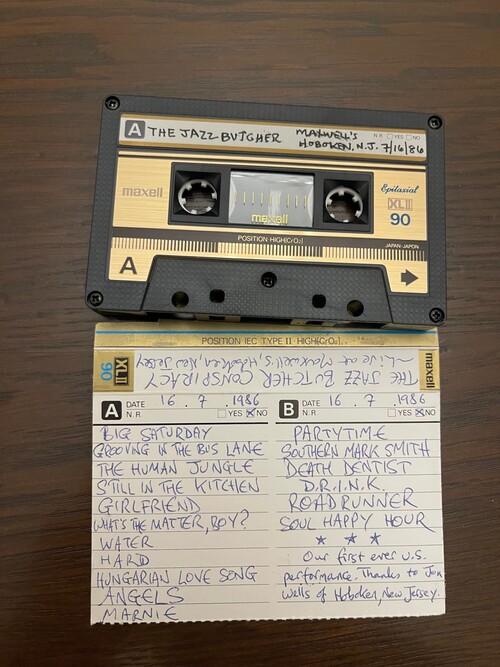 A THE JAZZ BUTCHER MAXWELL'S N.R. YES NO
HOBOKEN, N.J. 7/16/86
maxell
Epitaxial
XLII
90
maxell
POSITION·HIGH(CrO₂)
JAPAN·JAPON
A
POSITION IEC TYPE II·HIGH(CrO₂)
maxell
THE JAZZ BUTCHER CONSPIRACY
~live at Maxwell's, Hoboken, New Jersey
XLII
90
A DATE 16 . 7 . 1986
N.R. YES NO
BIG SATURDAY
GROOVING IN THE BUS LANE
THE HUMAN JUNGLE
STILL IN THE KITCHEN
GIRLFRIEND
WHAT'S THE MATTER, BOY?
WATER
HARD
HUNGARIAN LOVE SONG
ANGELS
MARNIE
B DATE 16 . 7 . 1986
N.R. YES NO
PARTYTIME
SOUTHERN MARK SMITH
DEATH DENTIST
D.R.I.N.K.
ROADRUNNER
SOUL HAPPY HOUR
Our first ever U.S.
performance. Thanks to Jon
Wells of Hoboken, New Jersey.